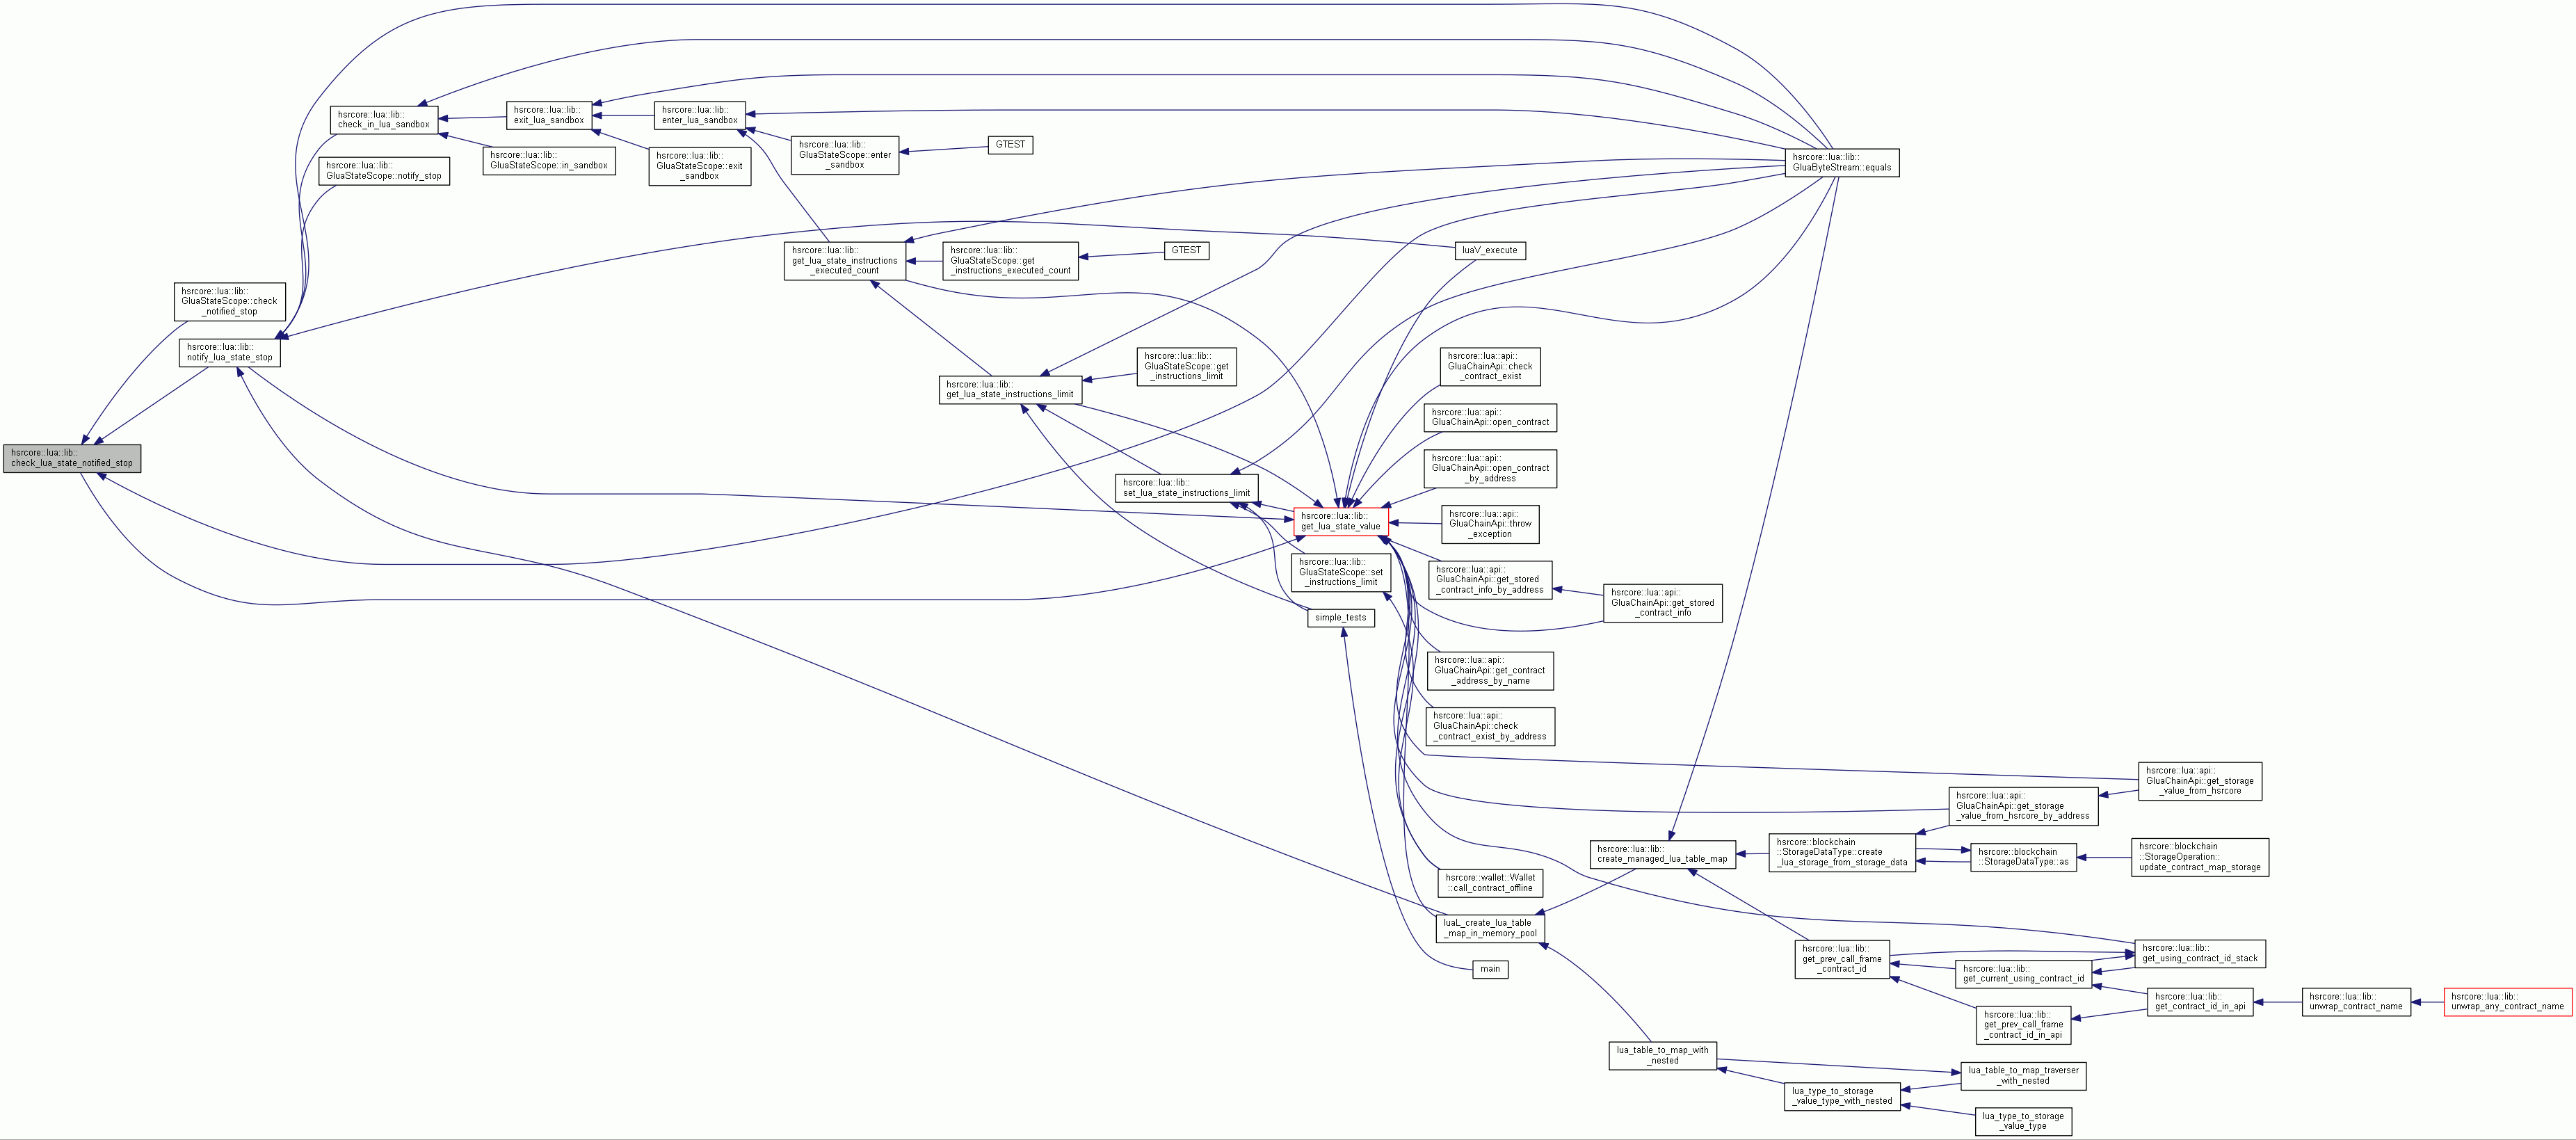 hsrcore::lua::lib::
check_in_lua_sandbox
hsrcore::lua::lib::
exit_lua_sandbox
hsrcore::lua::lib::
enter_lua_sandbox
hsrcore::lua::lib::
GluaStateScope::enter
_sandbox
GTEST
hsrcore::lua::lib::
GluaStateScope::in_sandbox
hsrcore::lua::lib::
GluaStateScope::exit
_sandbox
hsrcore::lua::lib::
GluaByteStream::equals
hsrcore::lua::lib::
GluaStateScope::notify_stop
hsrcore::lua::lib::
get_lua_state_instructions
_executed_count
hsrcore::lua::lib::
GluaStateScope::get
_instructions_executed_count
GTEST
luaV_execute
hsrcore::lua::lib::
GluaStateScope::check
_notified_stop
hsrcore::lua::lib::
notify_lua_state_stop
hsrcore::lua::lib::
GluaStateScope::get
_instructions_limit
hsrcore::lua::api::
GluaChainApi::check
_contract_exist
hsrcore::lua::lib::
get_lua_state_instructions_limit
hsrcore::lua::api::
GluaChainApi::open_contract
hsrcore::lua::lib::
check_lua_state_notified_stop
hsrcore::lua::api::
GluaChainApi::open_contract
_by_address
hsrcore::lua::lib::
set_lua_state_instructions_limit
hsrcore::lua::lib::
get_lua_state_value
hsrcore::lua::api::
GluaChainApi::throw
_exception
hsrcore::lua::lib::
GluaStateScope::set
_instructions_limit
hsrcore::lua::api::
GluaChainApi::get_stored
_contract_info_by_address
hsrcore::lua::api::
GluaChainApi::get_stored
_contract_info
simple_tests
hsrcore::lua::api::
GluaChainApi::get_contract
_address_by_name
hsrcore::lua::api::
GluaChainApi::check
_contract_exist_by_address
hsrcore::lua::api::
GluaChainApi::get_storage
_value_from_hsrcore
hsrcore::lua::api::
GluaChainApi::get_storage
_value_from_hsrcore_by_address
hsrcore::lua::lib::
create_managed_lua_table_map
hsrcore::blockchain
::StorageDataType::create
_lua_storage_from_storage_data
hsrcore::blockchain
::StorageDataType::as
hsrcore::blockchain
::StorageOperation::
update_contract_map_storage
hsrcore::wallet::Wallet
::call_contract_offline
luaL_create_lua_table
_map_in_memory_pool
main
hsrcore::lua::lib::
get_prev_call_frame
_contract_id
hsrcore::lua::lib::
get_current_using_contract_id
hsrcore::lua::lib::
get_using_contract_id_stack
hsrcore::lua::lib::
get_contract_id_in_api
hsrcore::lua::lib::
unwrap_contract_name
hsrcore::lua::lib::
unwrap_any_contract_name
hsrcore::lua::lib::
get_prev_call_frame
_contract_id_in_api
lua_table_to_map_with
_nested
lua_table_to_map_traverser
_with_nested
lua_type_to_storage
_value_type_with_nested
lua_type_to_storage
_value_type